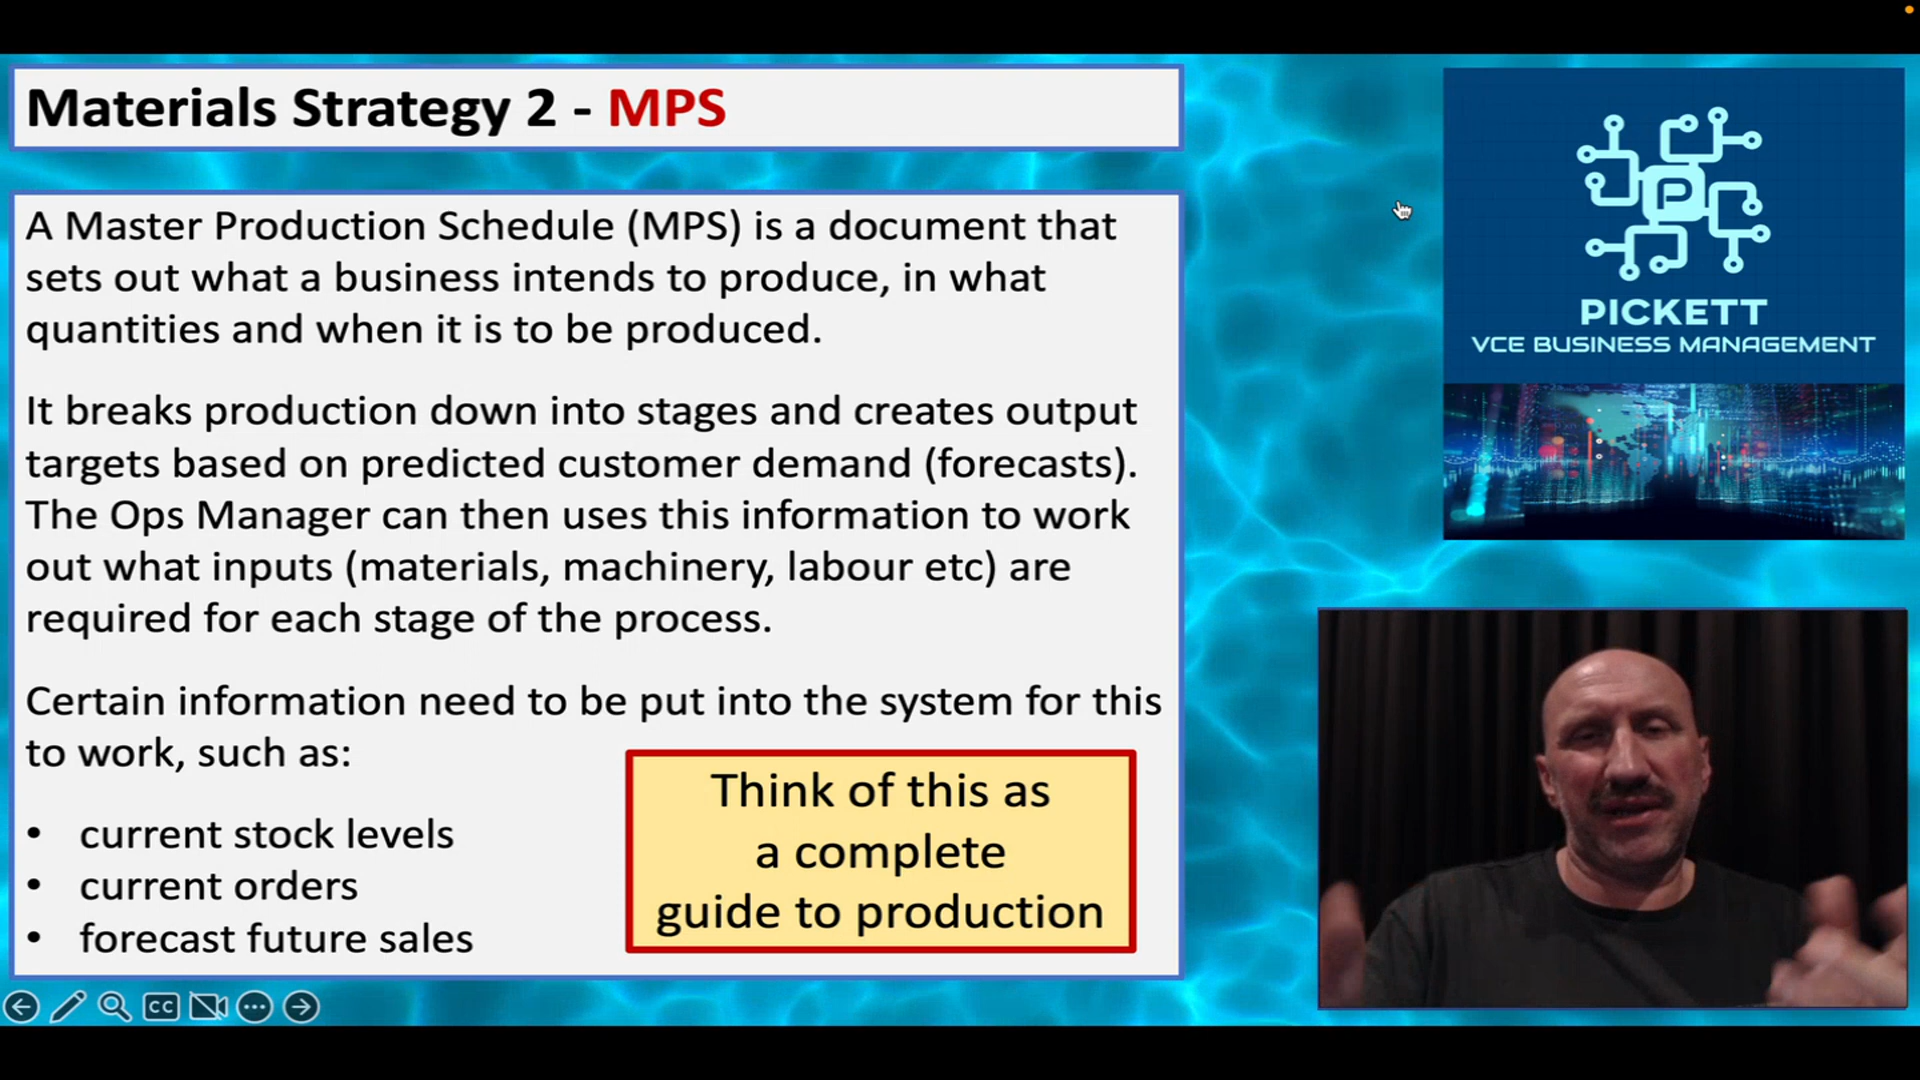 Materials Strategy 2 - MPS
A Master Production Schedule (MPS) is a document that
sets out what a business intends to produce, in what
quantities and when it is to be produced.
It breaks production down into stages and creates output
targets based on predicted customer demand (forecasts).
The Ops Manager can then uses this information to work
out what inputs (materials, machinery, labour etc) are
required for each stage of the process.
Certain information need to be put into the system for this
to work, such as:
• current stock levels
• current orders
• forecast future sales
Think of this as
a complete
guide to production
P
PICKETT
VCE BUSINESS MANAGEMENT
CC